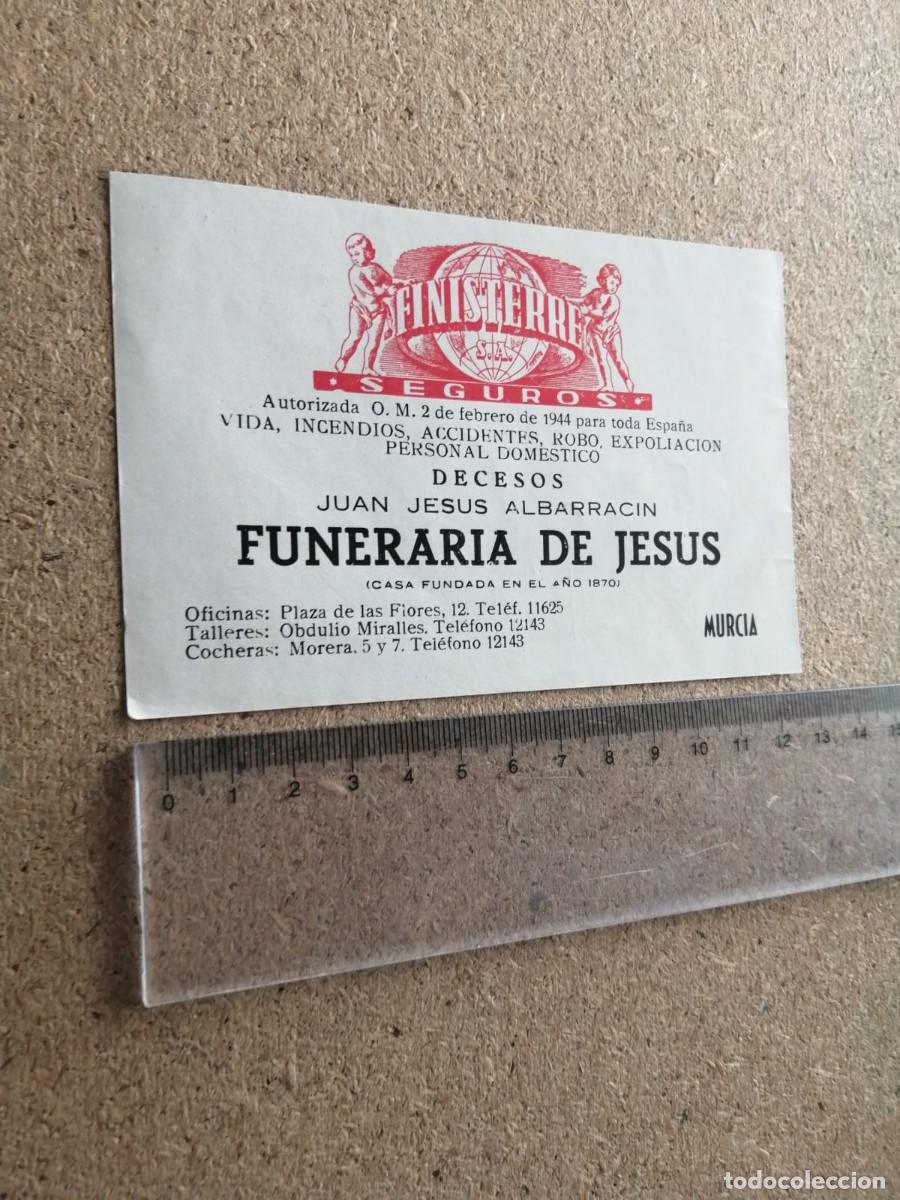 FINISTERRE
S.A.
SEGUROS
Autorizada O. M. 2 de febrero de 1944 para toda España
VIDA, INCENDIOS, ACCIDENTES, ROBO, EXPOLIACION
PERSONAL DOMESTICO
DECESOS
JUAN JESUS ALBARRACIN
FUNERARIA DE JESUS
(CASA FUNDADA EN EL AÑO 1870)
Oficinas: Plaza de las Flores, 12. Teléf. 11625
Talleres: Obdulio Miralles. Teléfono 12143
Cocheras: Morera, 5 y 7. Teléfono 12143
MURCIA
0 1 2 3 4 5 6 7 8 9 10 11 12 13 14 15
todocoleccion